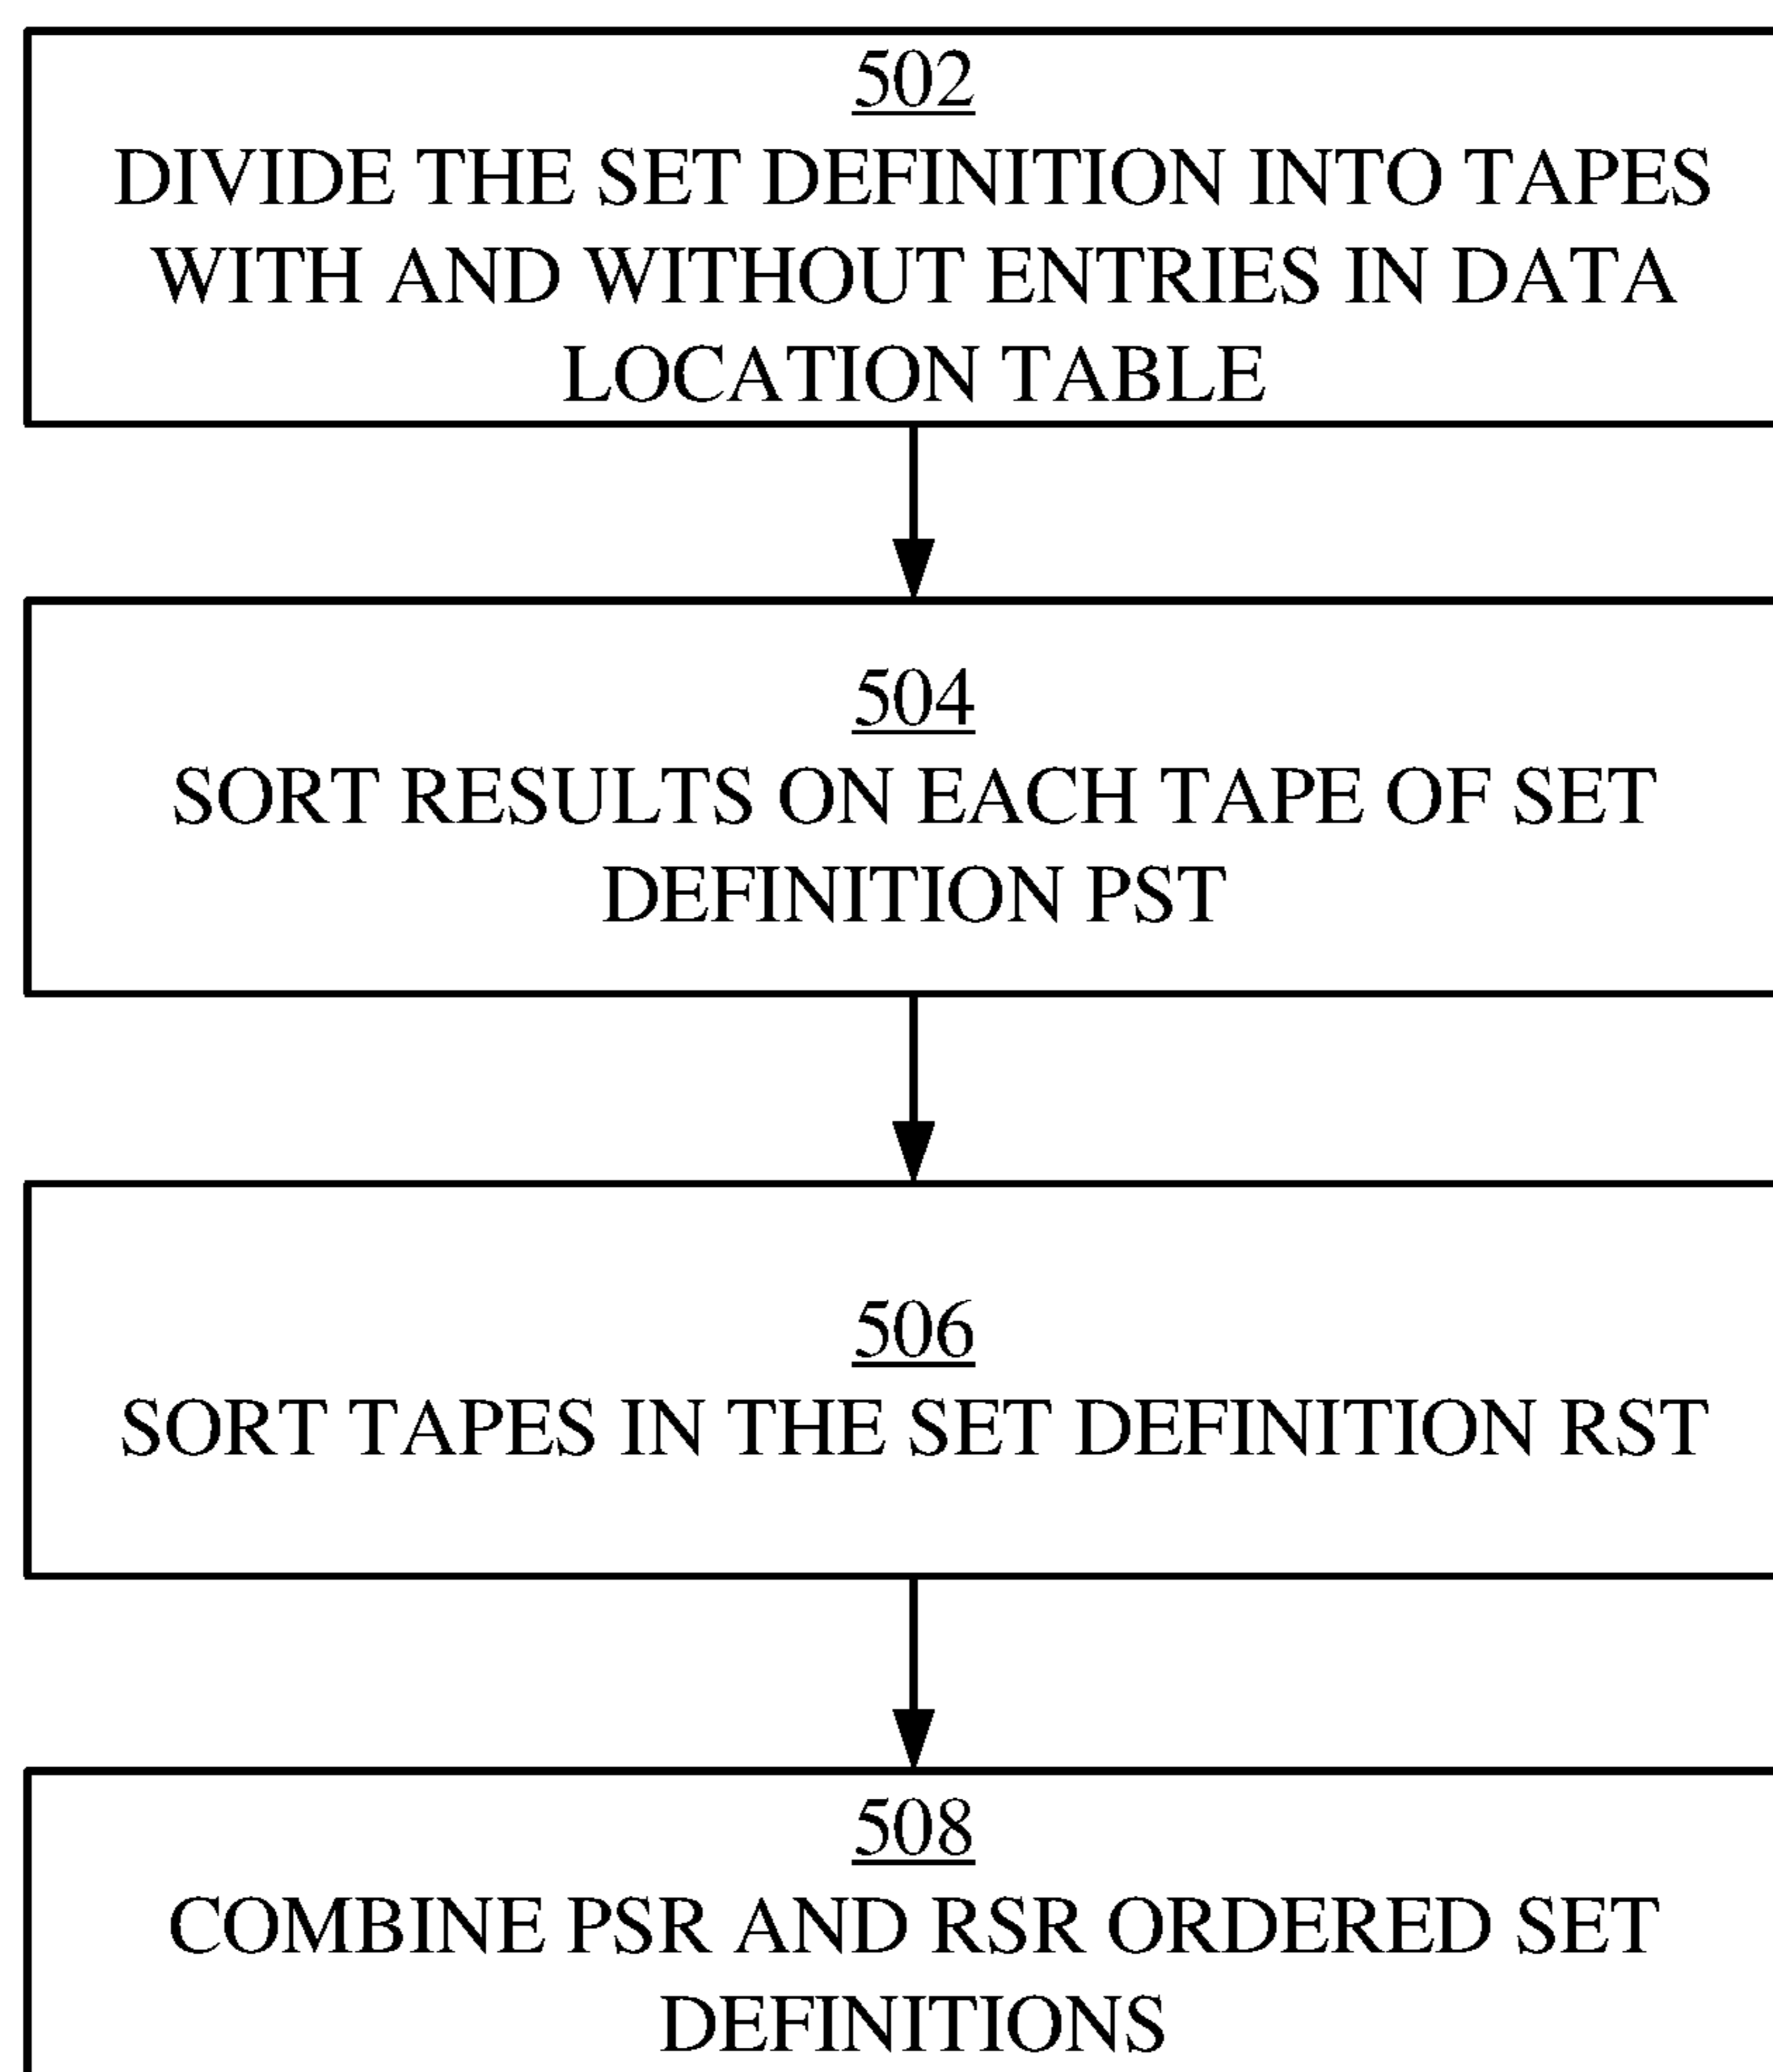 502
DIVIDE THE SET DEFINITION INTO TAPES
WITH AND WITHOUT ENTRIES IN DATA
LOCATION TABLE
504
SORT RESULTS ON EACH TAPE OF SET
DEFINITION PST
506
SORT TAPES IN THE SET DEFINITION RST
508
COMBINE PSR AND RSR ORDERED SET
DEFINITIONS